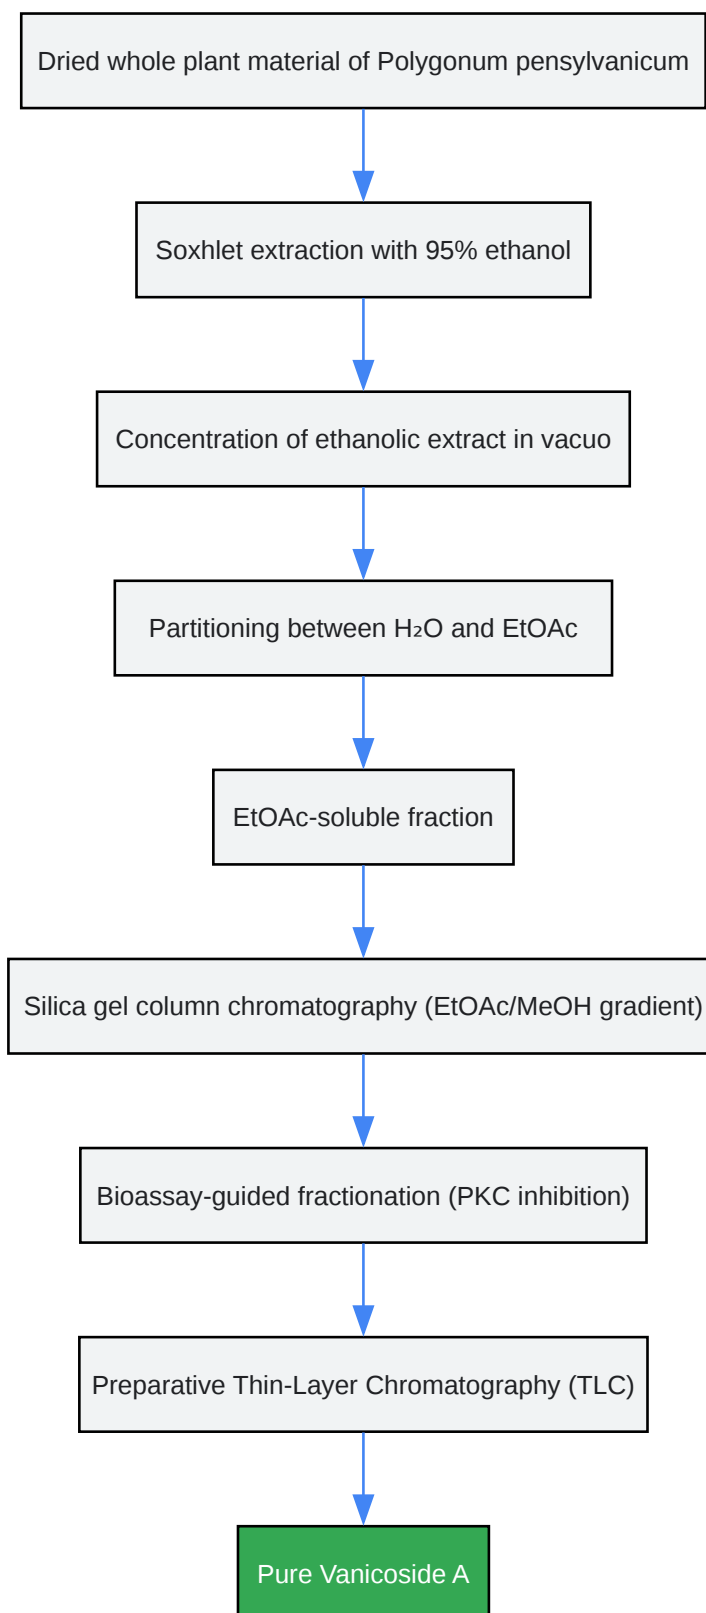 Dried whole plant material of Polygonum pensylvanicum
Soxhlet extraction with 95% ethanol
Concentration of ethanolic extract in vacuo
Partitioning between H₂O and EtOAc
EtOAc-soluble fraction
Silica gel column chromatography (EtOAc/MeOH gradient)
Bioassay-guided fractionation (PKC inhibition)
Preparative Thin-Layer Chromatography (TLC)
Pure Vanicoside A